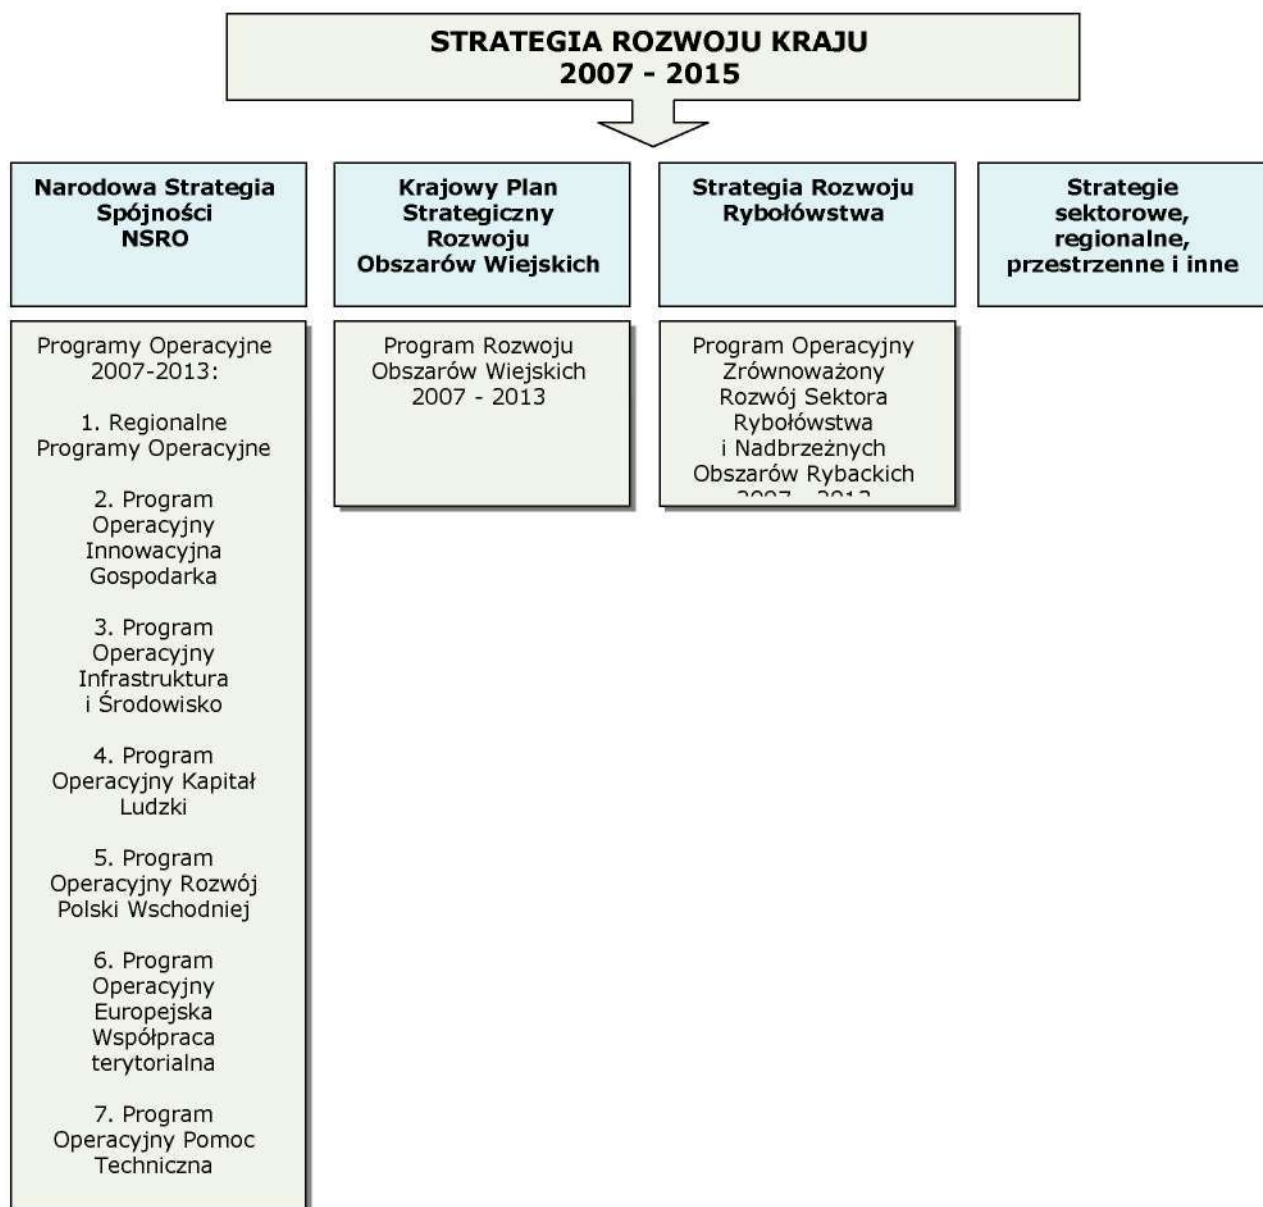 STRATEGIA ROZWOJU KRAJU
2007 - 2015
Narodowa Strategia
Spójności
NSRO
Krajowy Plan
Strategiczny
Rozwoju
Obszarów Wiejskich
Strategia Rozwoju
Rybołówstwa
Strategie
sektorowe,
regionalne,
przestrzenne i inne
Programy Operacyjne
2007-2013:
1. Regionalne
Programy Operacyjne
2. Program
Operacyjny
Innowacyjna
Gospodarka
3. Program
Operacyjny
Infrastruktura
i Środowisko
4. Program
Operacyjny Kapitał
Ludzki
5. Program
Operacyjny Rozwój
Polski Wschodniej
6. Program
Operacyjny
Europejska
Współpraca
terytorialna
7. Program
Operacyjny Pomoc
Techniczna
Program Rozwoju
Obszarów Wiejskich
2007 - 2013
Program Operacyjny
Zrównoważony
Rozwój Sektora
Rybołówstwa
i Nadbrzeżnych
Obszarów Rybackich